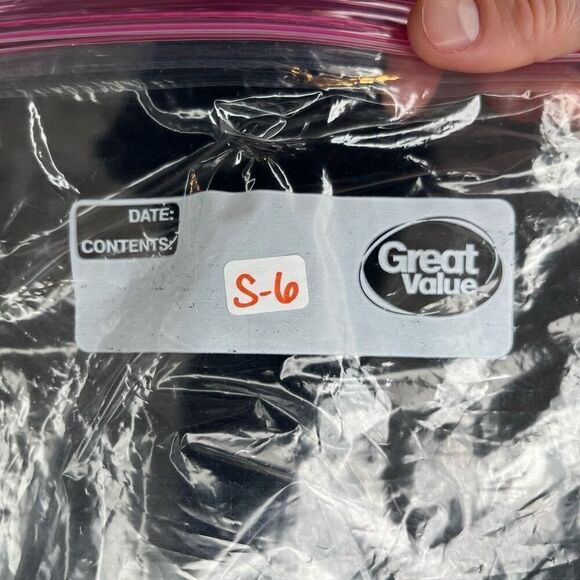 DATE:
CONTENTS:
S-6
Great
Value